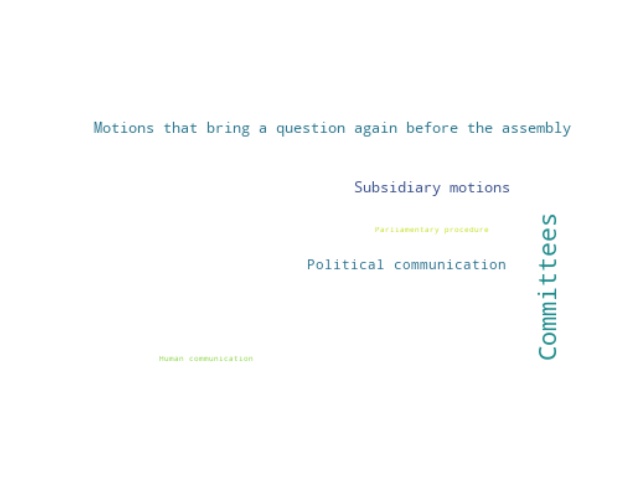 Motions that bring a question again before the assembly
Subsidiary motions
Parliamentary procedure
Political communication
Committees
Human communication